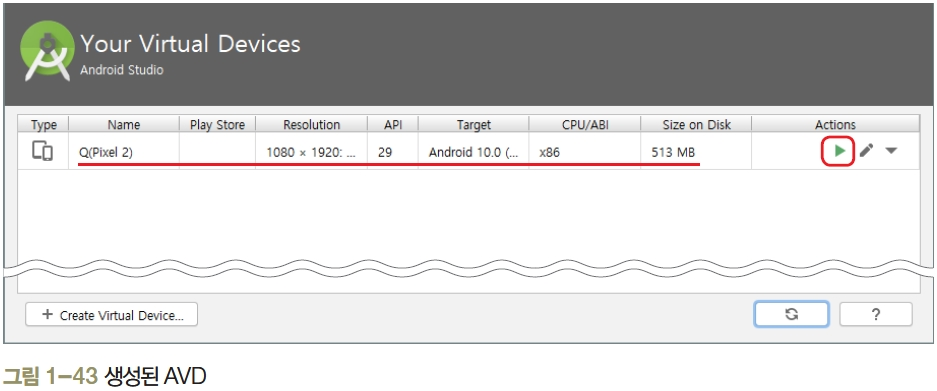 Your Virtual Devices
Android Studio
Type Name Play Store Resolution API Target CPU/ABI Size on Disk Actions
Q(Pixel 2) 1080 × 1920: ... 29 Android 10.0 (... x86 513 MB
+ Create Virtual Device...
?
그림 1-43 생성된 AVD